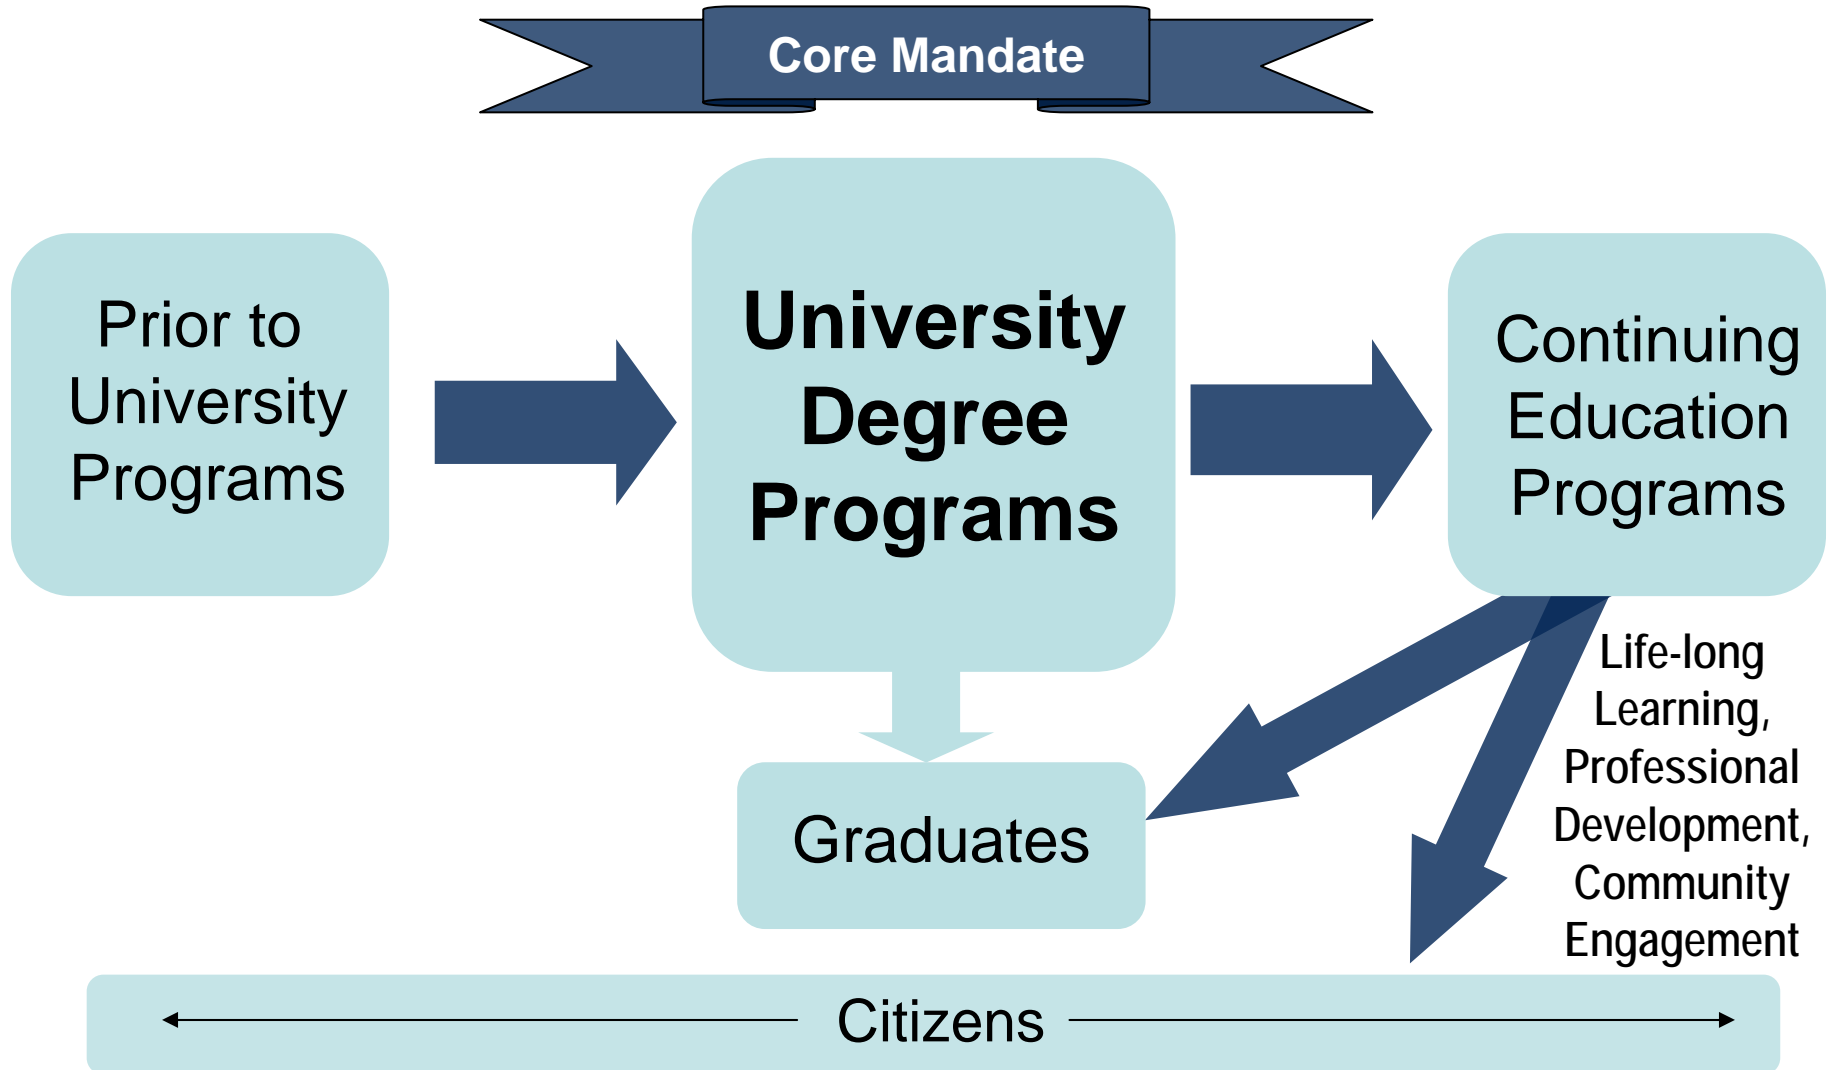 Core Mandate
Prior to
University
Programs
University
Degree
Programs
Continuing
Education
Programs
Life-long
Learning,
Professional
Development,
Community
Engagement
Graduates
Citizens